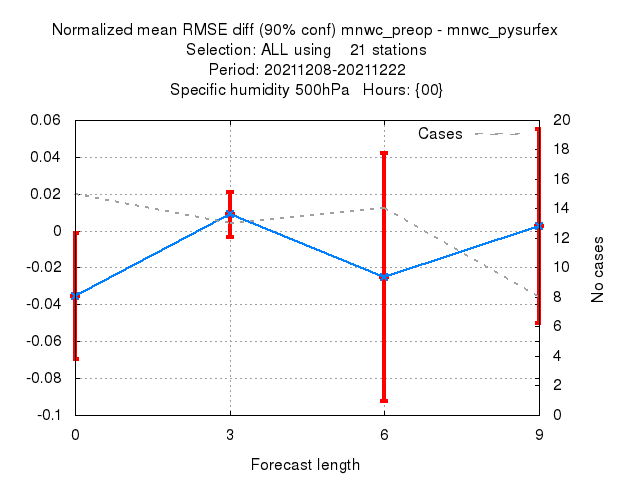 Normalized mean RMSE diff (90% conf) mnwc_preop - mnwc_pysurfex
Selection: ALL using    21 stations
Period: 20211208-20211222
Specific humidity 500hPa   Hours: {00}
0.06
0.04
0.02
0
-0.02
-0.04
-0.06
-0.08
-0.1
Cases
20
18
16
14
12
10
8
6
4
2
0
No cases
0 3 6 9
Forecast length